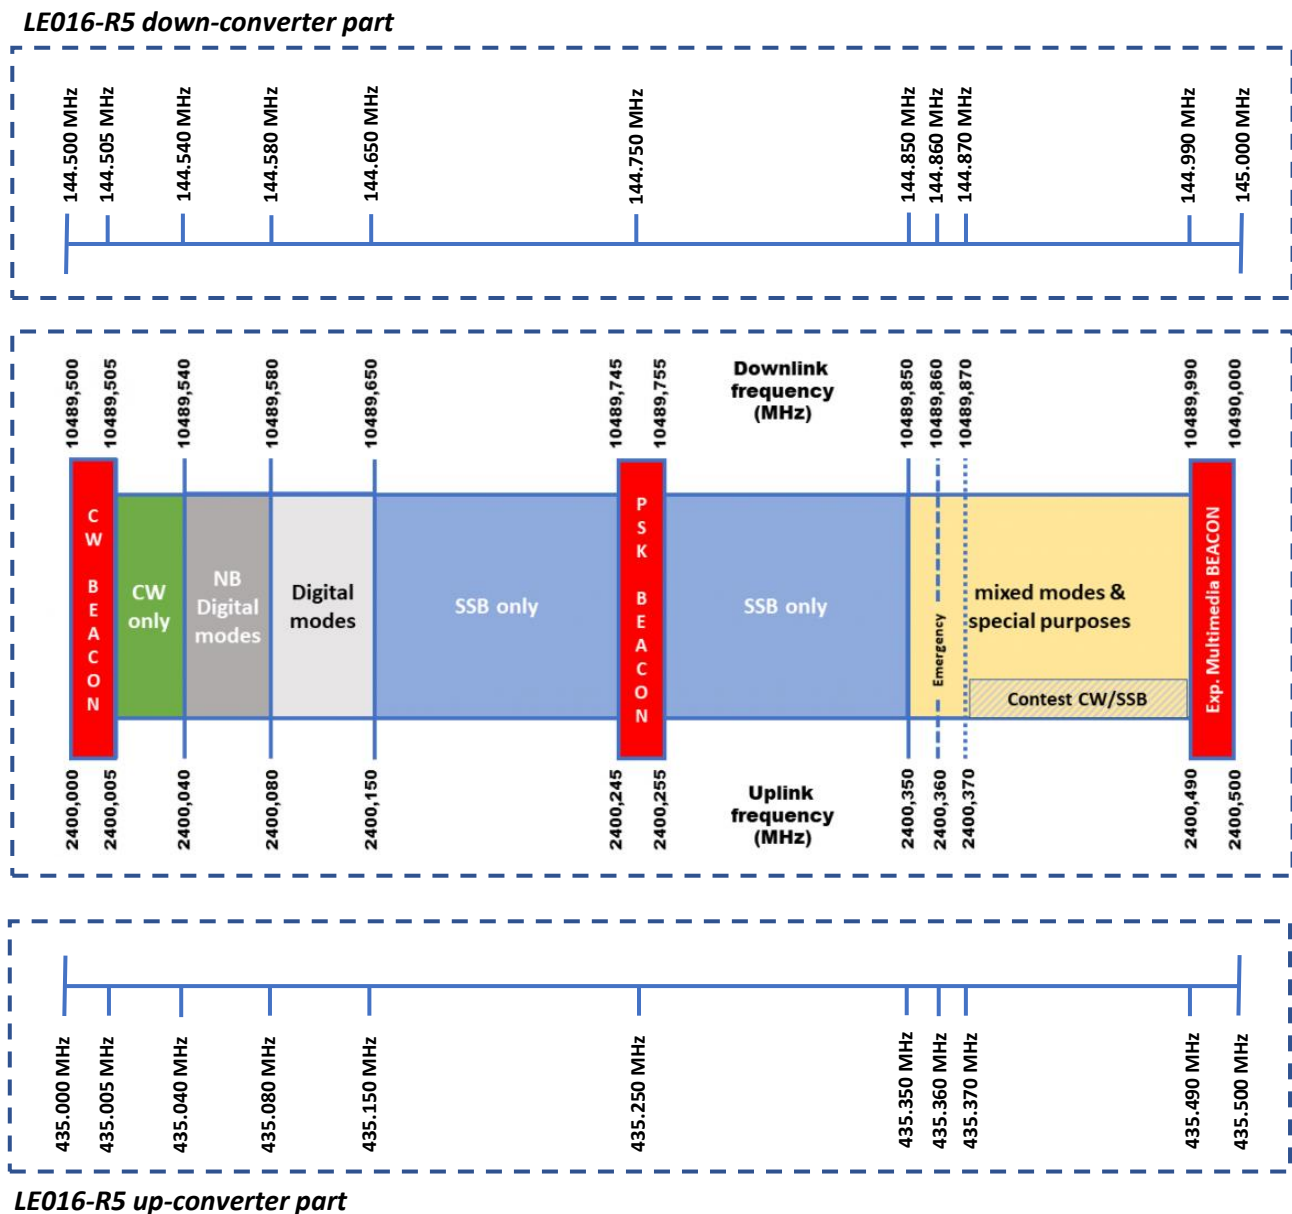 LE016-R5 down-converter part
144.500 MHz
144.505 MHz
144.540 MHz
144.580 MHz
144.650 MHz
144.750 MHz
144.850 MHz
144.860 MHz
144.870 MHz
144.990 MHz
145.000 MHz
10489,500
10489,505
10489,540
10489,580
10489,650
10489,745
10489,755
Downlink
frequency
(MHz)
10489,850
10489,860
10489,870
10489,990
10490,000
CW BEACON
CW
only
NB
Digital
modes
Digital
modes
SSB only
PSK BEACON
SSB only
Emergency
mixed modes &
special purposes
Contest CW/SSB
Exp. Multimedia BEACON
2400,000
2400,005
2400,040
2400,080
2400,150
2400,245
2400,255
Uplink
frequency
(MHz)
2400,350
2400,360
2400,370
2400,490
2400,500
435.000 MHz
435.005 MHz
435.040 MHz
435.080 MHz
435.150 MHz
435.250 MHz
435.350 MHz
435.360 MHz
435.370 MHz
435.490 MHz
435.500 MHz
LE016-R5 up-converter part